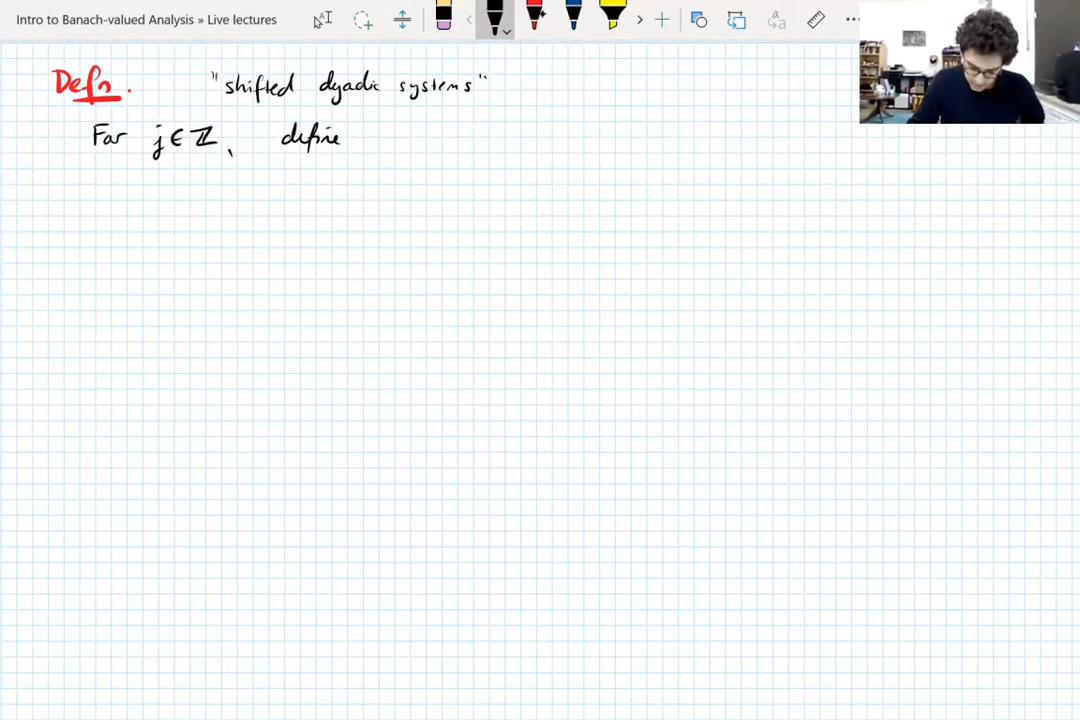 Intro to Banach-valued Analysis » Live lectures
Defn. "shifted dyadic systems"
For j∈ℤ, define